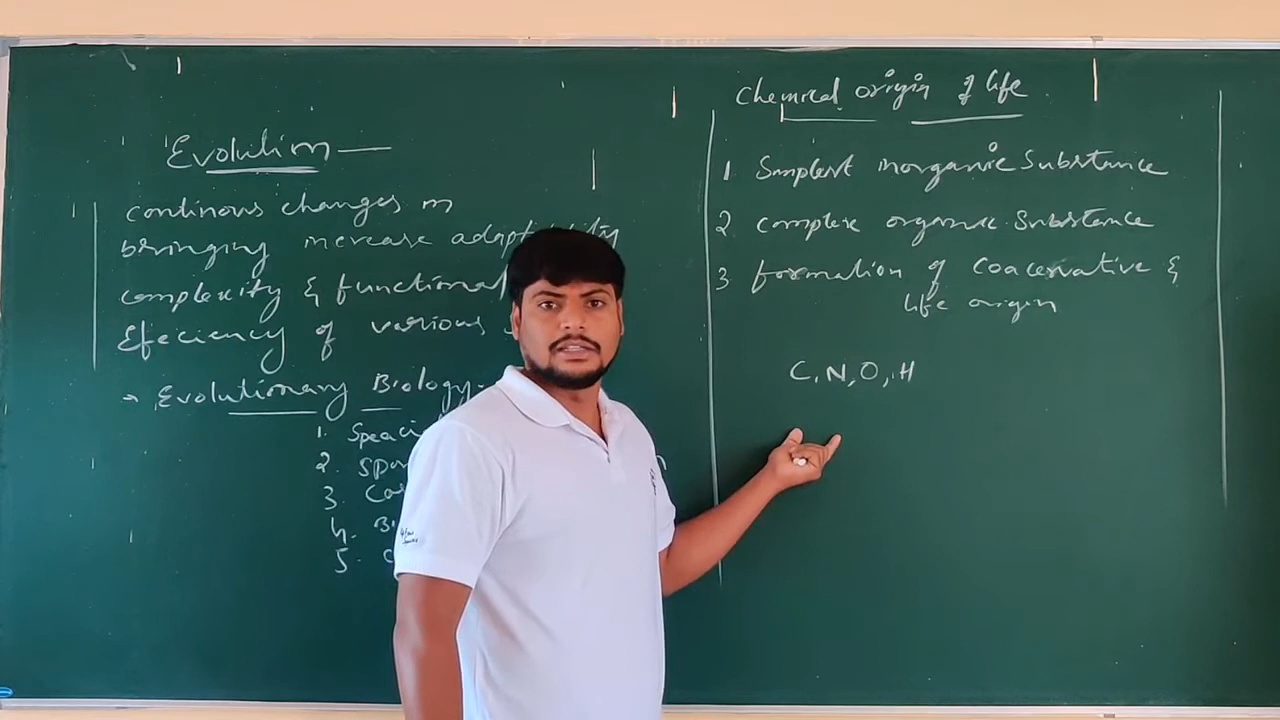 Evolution —
continous changes in
bringing increase adaptability
complexity & functional
Efeciency of various
Evolutionary Biology-
1. Speaci
2. Spon
3. Co
4. B
5. C
Chemical origin of life
1 Simplest inorganic Substance
2 complex organic Substance
3 formation of Coacervative &
life origin
C, N, O, H